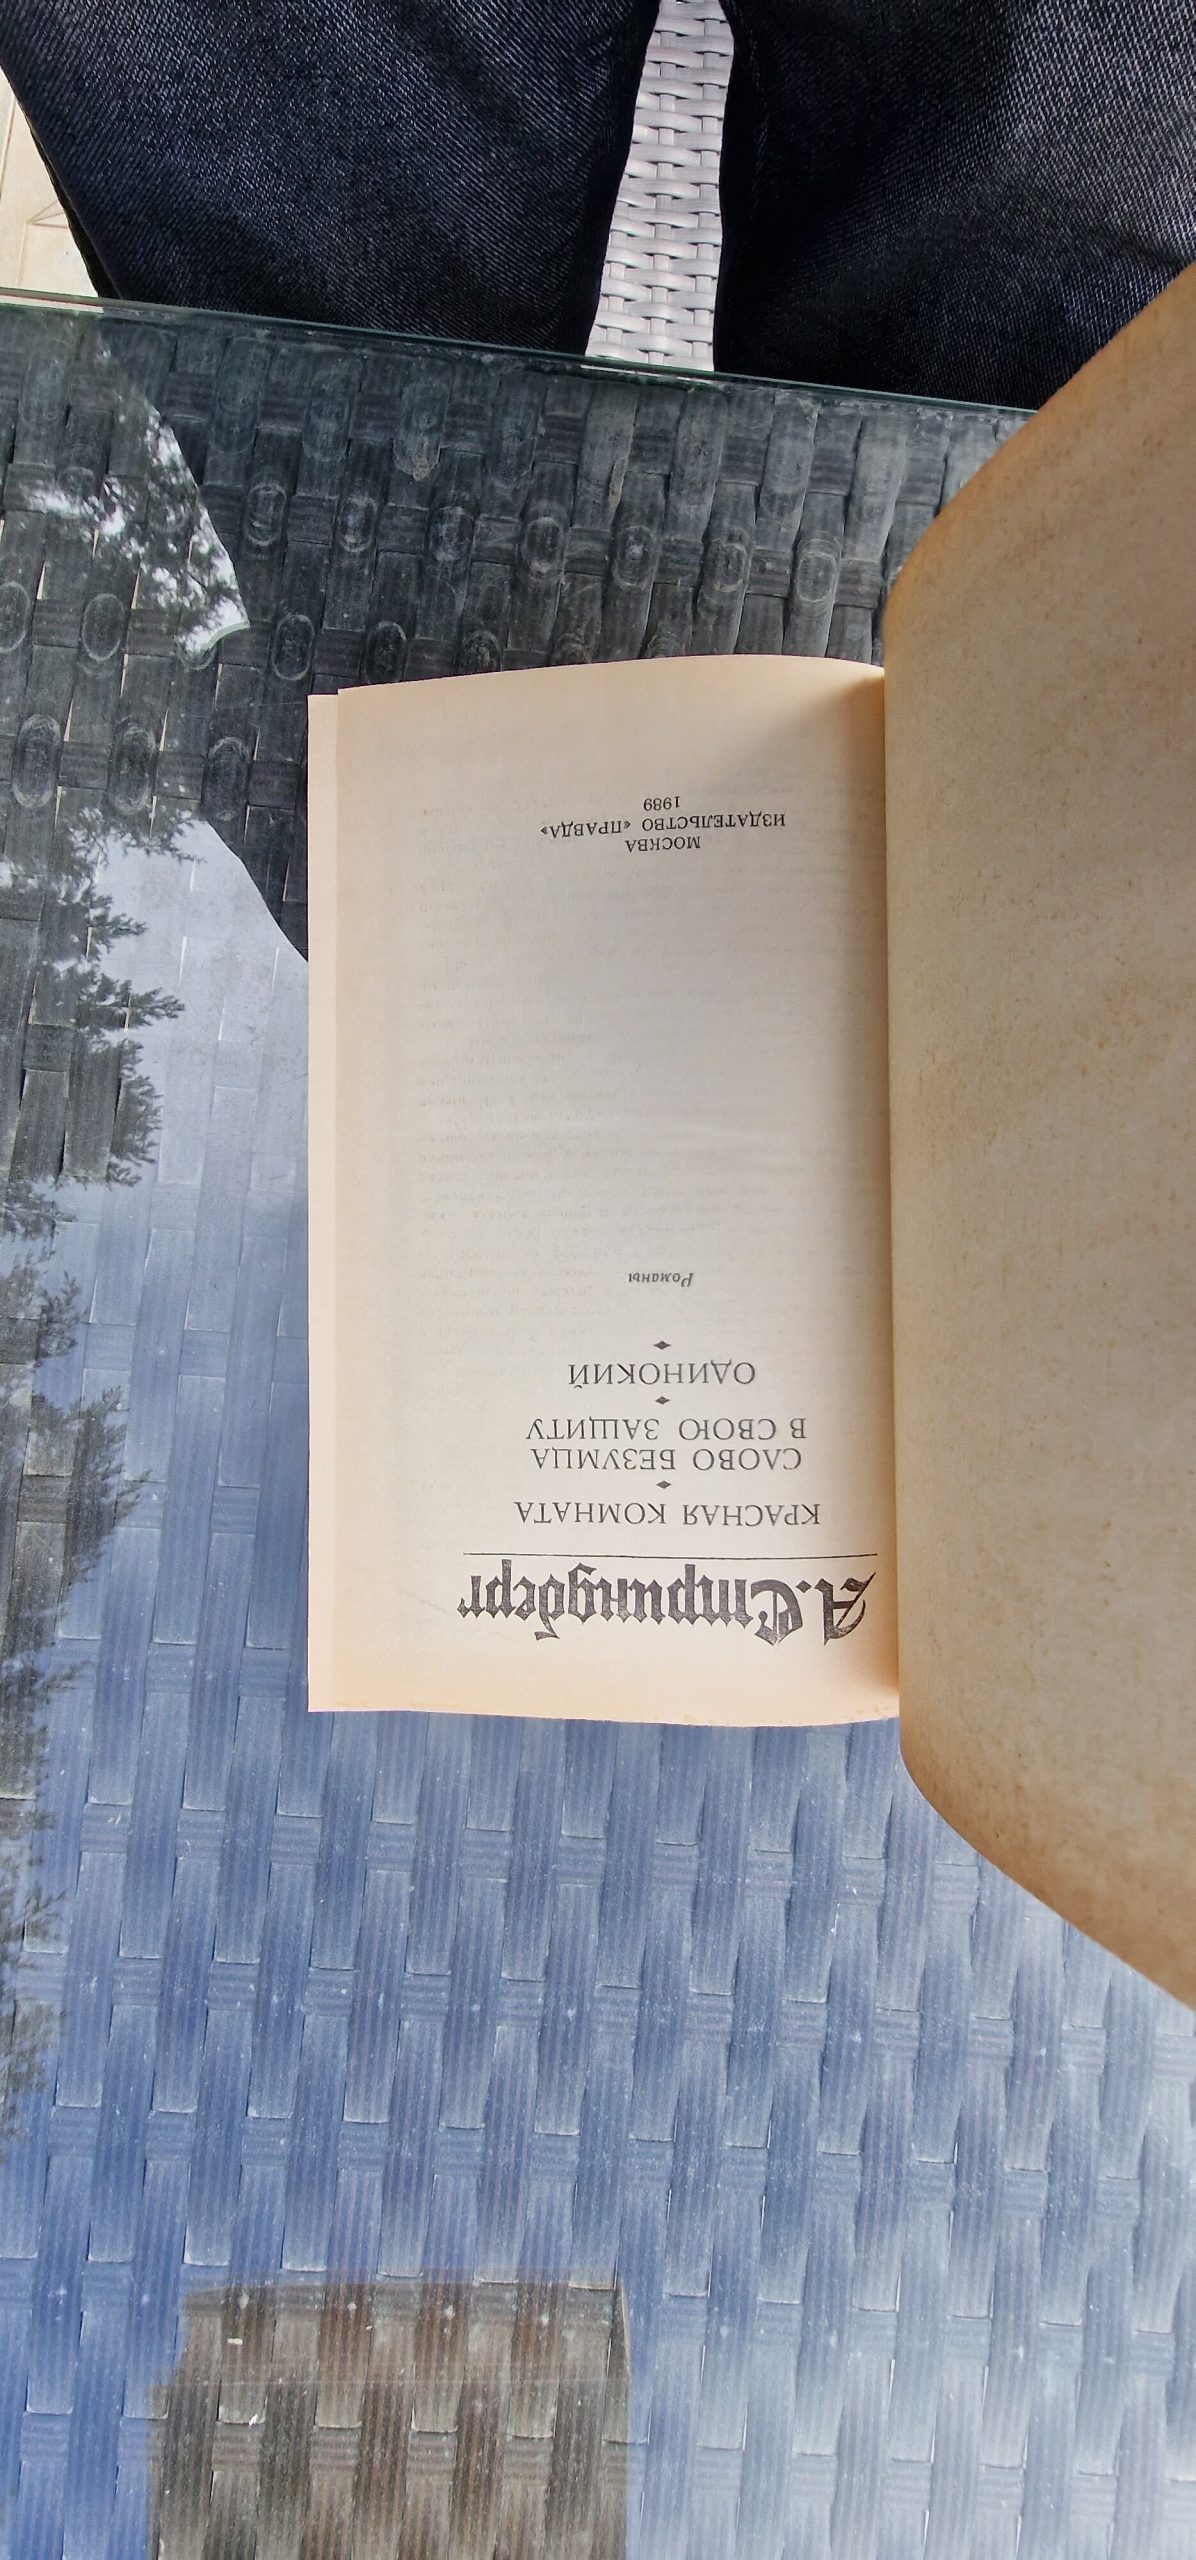 А. Стриндберг
КРАСНАЯ КОМНАТА
СЛОВО БЕЗУМЦА
В СВОЮ ЗАЩИТУ
ОДИНОКИЙ
Романы
МОСКВА
ИЗДАТЕЛЬСТВО «ПРАВДА»
1989